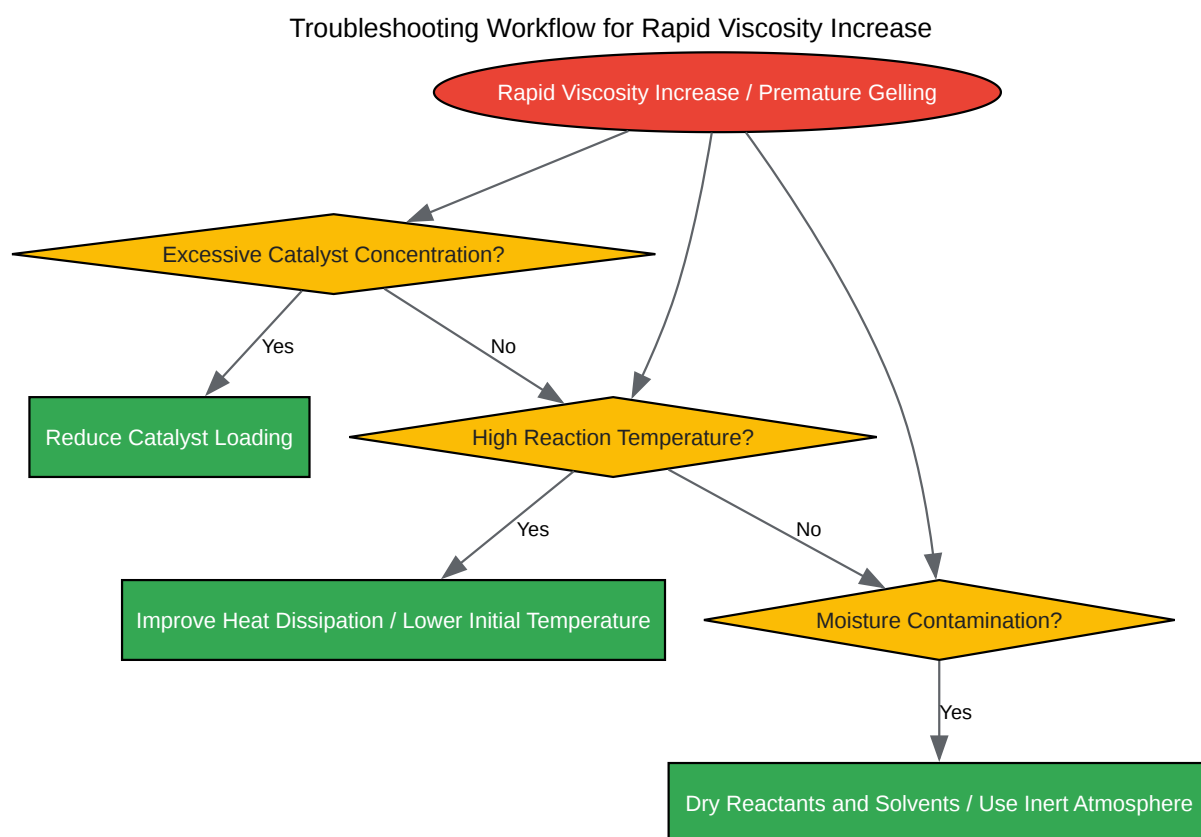 Troubleshooting Workflow for Rapid Viscosity Increase
Rapid Viscosity Increase / Premature Gelling
Excessive Catalyst Concentration?
Yes
No
Reduce Catalyst Loading
High Reaction Temperature?
Yes
No
Improve Heat Dissipation / Lower Initial Temperature
Moisture Contamination?
Yes
Dry Reactants and Solvents / Use Inert Atmosphere